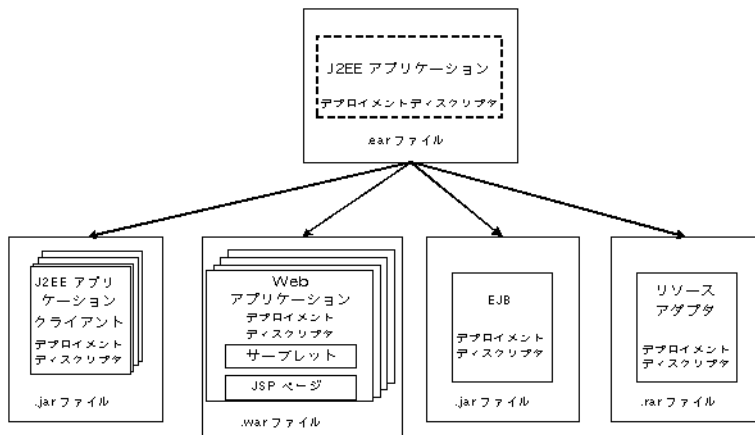 J2EE アプリケーション
デプロイメントディスクリプタ
.earファイル
J2EE アプリ
ケーション
クライアント
デプロイメント
ディスクリプタ
.jarファイル
Web
アプリケーション
デプロイメント
ディスクリプタ
サーブレット
JSP ページ
.warファイル
EJB
デプロイメント
ディスクリプタ
.jarファイル
リソース
アダプタ
デプロイメント
ディスクリプタ
.rarファイル